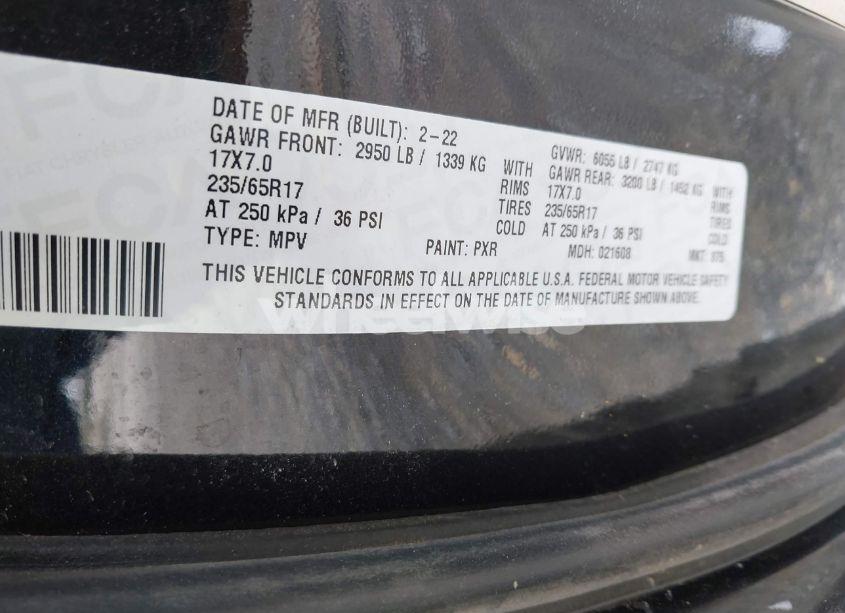 DATE OF MFR (BUILT): 2-22
GVWR: 6055 LB / 2747 KG
GAWR FRONT: 2950 LB / 1339 KG WITH
GAWR REAR: 3200 LB / 1452 KG WITH
17X7.0 RIMS 17X7.0 RIMS
235/65R17 TIRES 235/65R17 TIRES
AT 250 kPa / 36 PSI COLD AT 250 kPa / 36 PSI COLD
TYPE: MPV PAINT: PXR MDH: 021608 MKT:
THIS VEHICLE CONFORMS TO ALL APPLICABLE U.S.A. FEDERAL MOTOR VEHICLE SAFETY
STANDARDS IN EFFECT ON THE DATE OF MANUFACTURE SHOWN ABOVE.